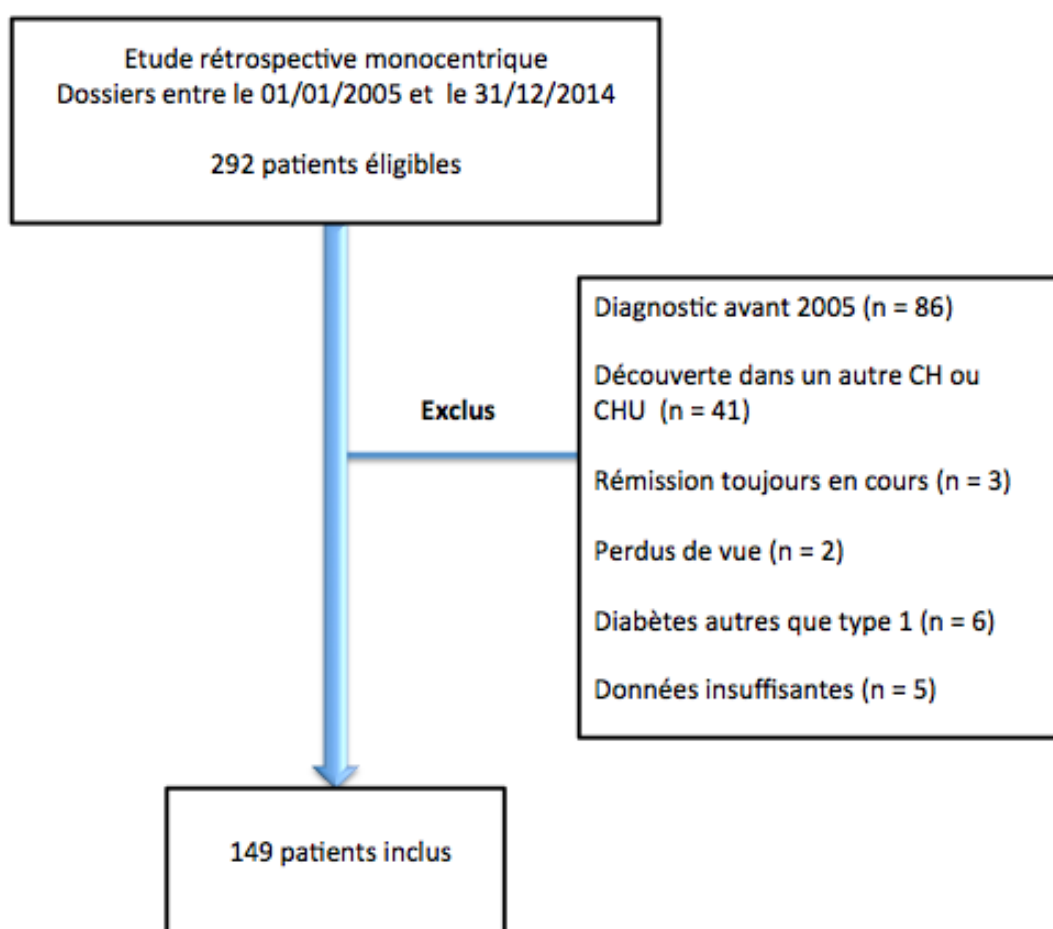 Etude rétrospective monocentrique
Dossiers entre le 01/01/2005 et le 31/12/2014
292 patients éligibles
Exclus
Diagnostic avant 2005 (n = 86)
Découverte dans un autre CH ou
CHU (n = 41)
Rémission toujours en cours (n = 3)
Perdus de vue (n = 2)
Diabètes autres que type 1 (n = 6)
Données insuffisantes (n = 5)
149 patients inclus